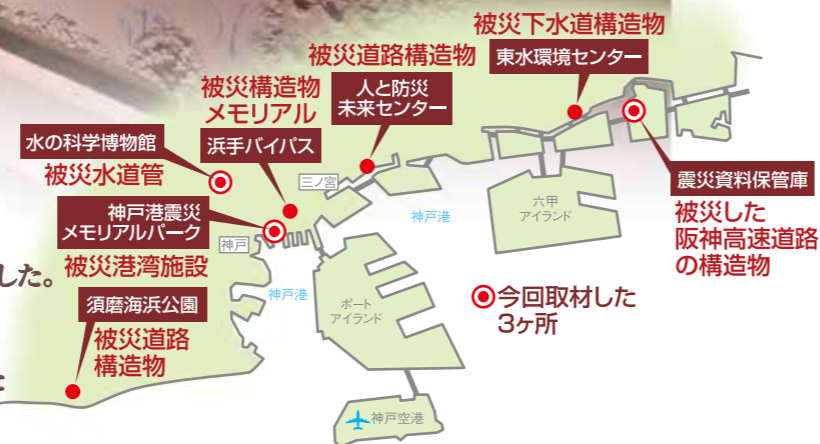 被災下水道構造物
東水環境センター
被災道路構造物
人と防災
未来センター
被災構造物
メモリアル
浜手バイパス
水の科学博物館
被災水道管
三ノ宮
神戸港震災
メモリアルパーク
神戸
被災港湾施設
した。
須磨海浜公園
被災道路
構造物
神戸港
神戸港
六甲
アイランド
ポート
アイランド
震災資料保管庫
被災した
阪神高速道路
の構造物
今回取材した
3ヶ所
神戸空港